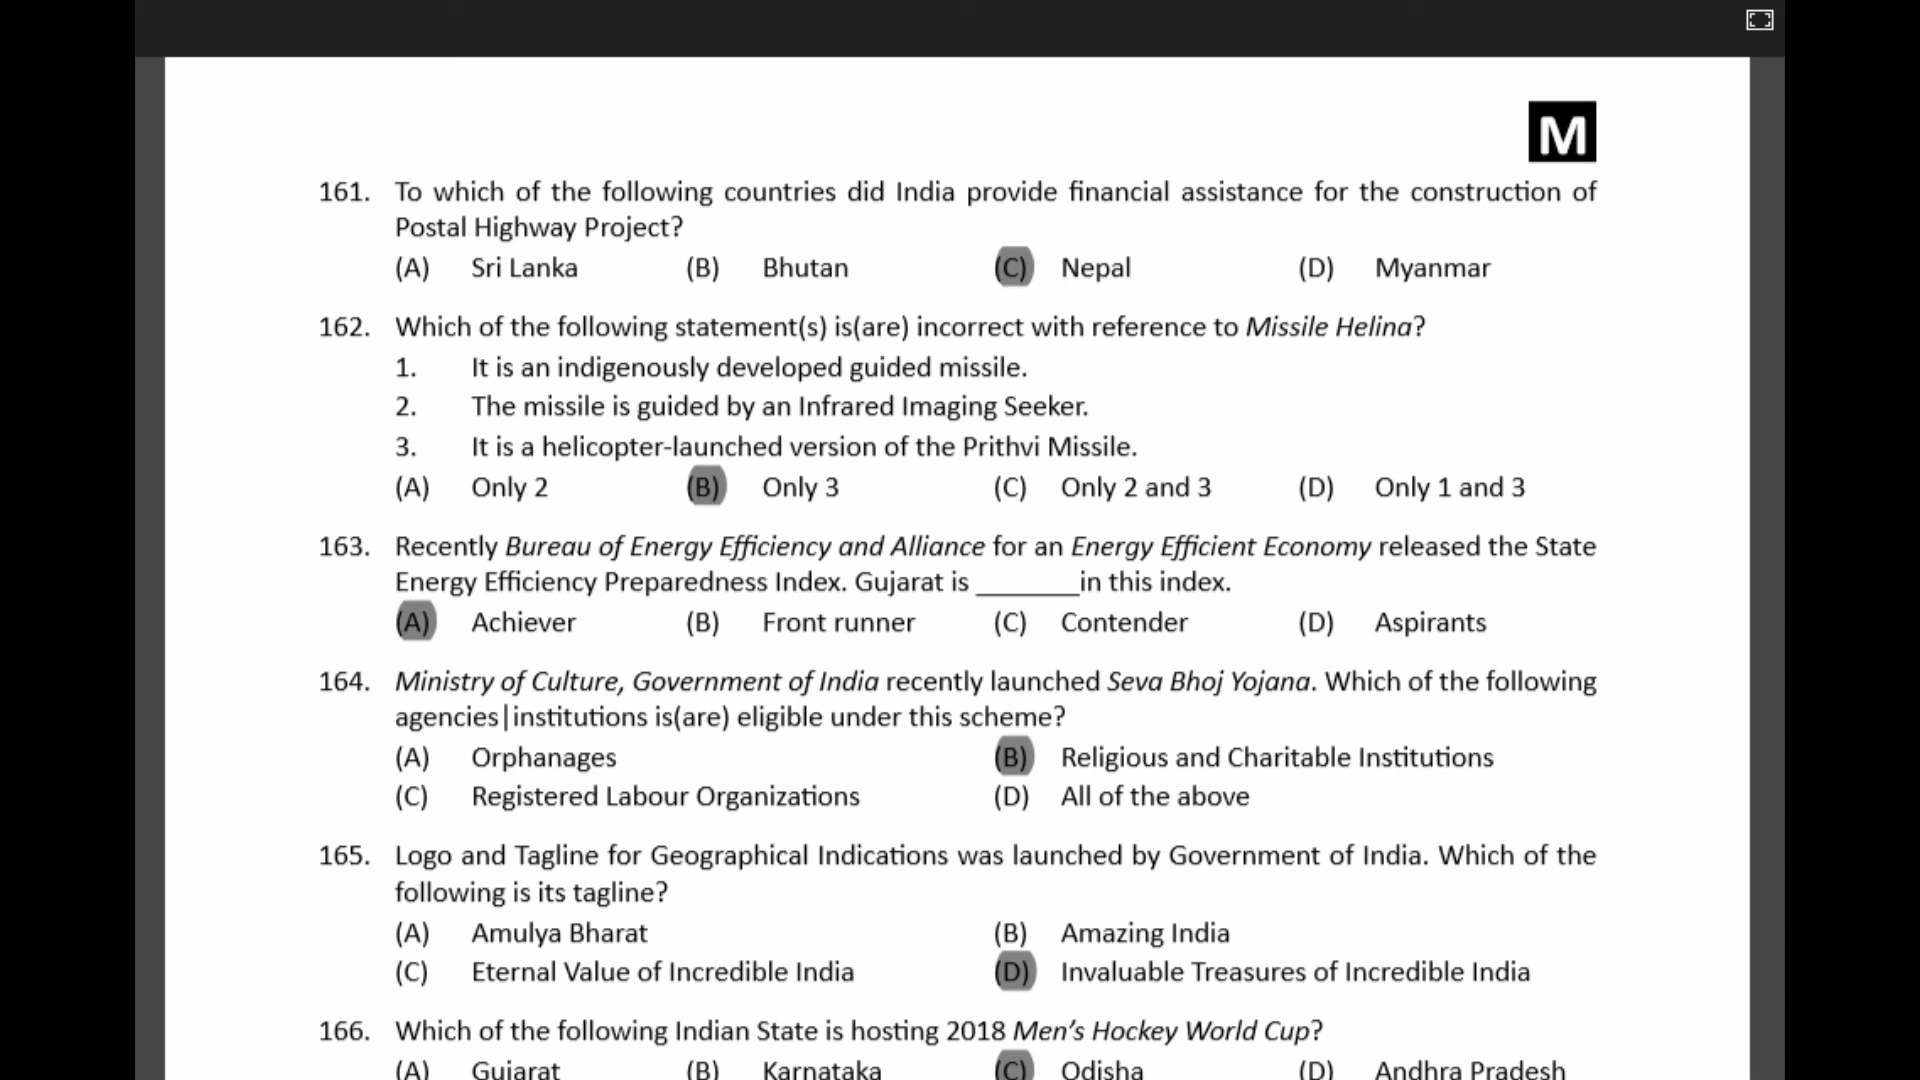 M
161. To which of the following countries did India provide financial assistance for the construction of
Postal Highway Project?
(A) Sri Lanka (B) Bhutan (C) Nepal (D) Myanmar
162. Which of the following statement(s) is(are) incorrect with reference to Missile Helina?
1. It is an indigenously developed guided missile.
2. The missile is guided by an Infrared Imaging Seeker.
3. It is a helicopter-launched version of the Prithvi Missile.
(A) Only 2 (B) Only 3 (C) Only 2 and 3 (D) Only 1 and 3
163. Recently Bureau of Energy Efficiency and Alliance for an Energy Efficient Economy released the State
Energy Efficiency Preparedness Index. Gujarat is _______in this index.
(A) Achiever (B) Front runner (C) Contender (D) Aspirants
164. Ministry of Culture, Government of India recently launched Seva Bhoj Yojana. Which of the following
agencies|institutions is(are) eligible under this scheme?
(A) Orphanages (B) Religious and Charitable Institutions
(C) Registered Labour Organizations (D) All of the above
165. Logo and Tagline for Geographical Indications was launched by Government of India. Which of the
following is its tagline?
(A) Amulya Bharat (B) Amazing India
(C) Eternal Value of Incredible India (D) Invaluable Treasures of Incredible India
166. Which of the following Indian State is hosting 2018 Men's Hockey World Cup?
(A) Gujarat (B) Karnataka (C) Odisha (D) Andhra Pradesh